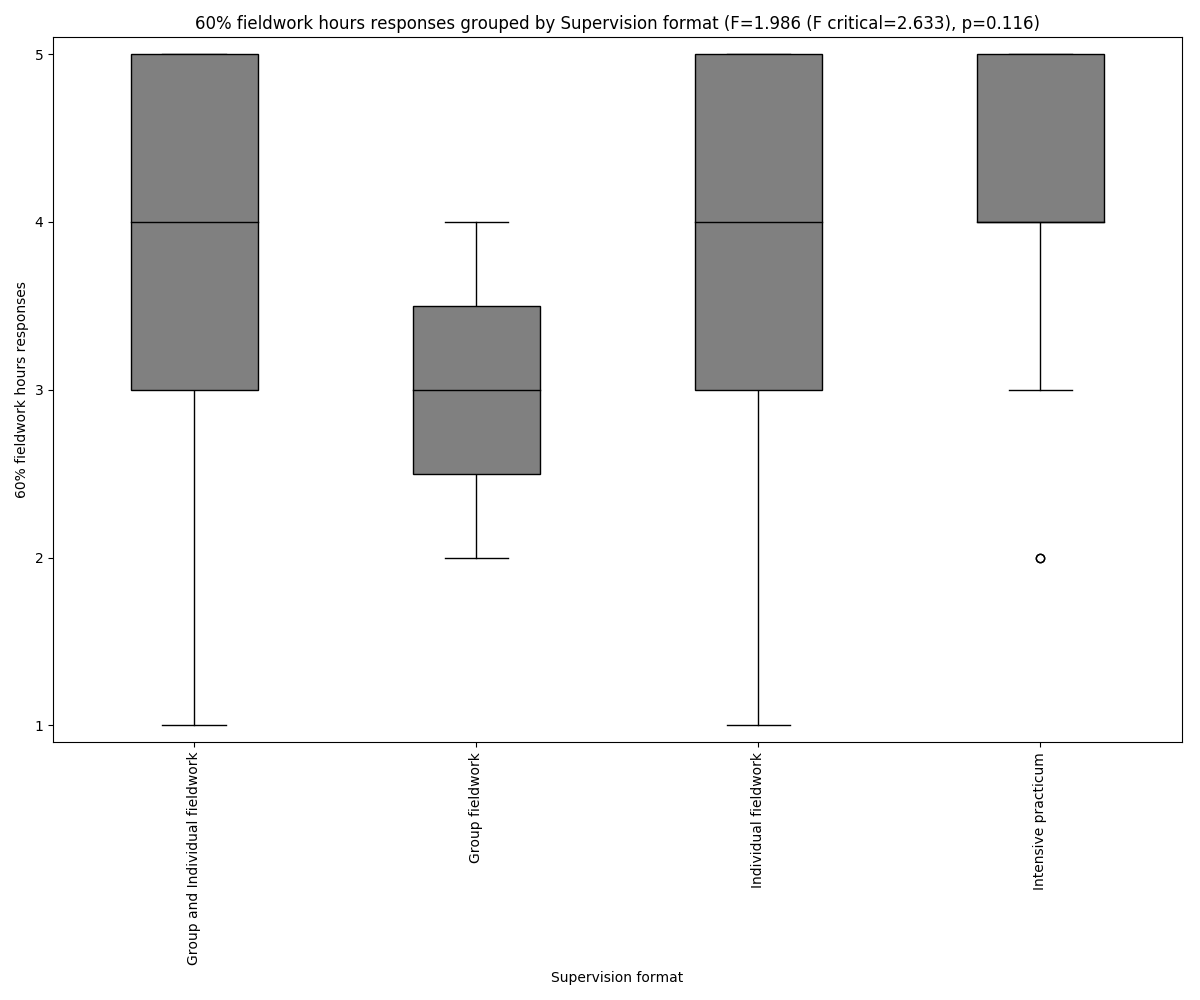 60% fieldwork hours responses grouped by Supervision format (F=1.986 (F critical=2.633), p=0.116)
60% fieldwork hours responses
5
4
3
2
1
Group and Individual fieldwork
Group fieldwork
Individual fieldwork
Intensive practicum
Supervision format